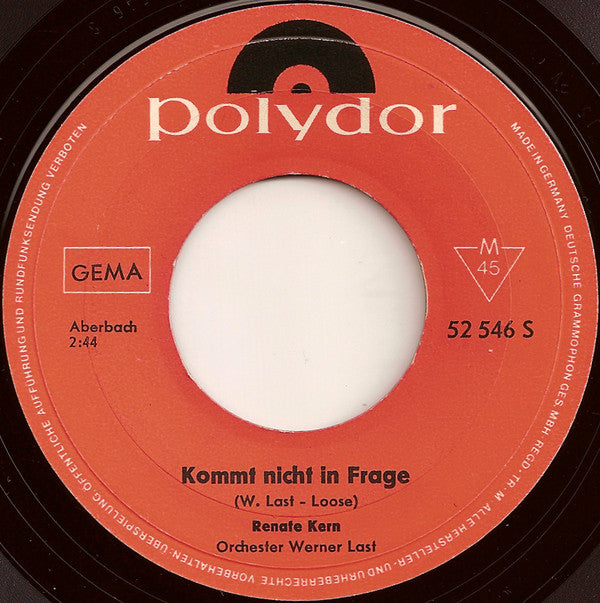 polydor
GEMA
M
45
Aberbach
2:44
52 546 S
Kommt nicht in Frage
(W. Last - Loose)
Renate Kern
Orchester Werner Last
MADE IN GERMANY DEUTSCHE GRAMMOPHON GES. MBH REGD · TR · M ALLE HERSTELLER- UND URHEBERRECHTE VORBEHALTEN · ÜBERSPIELUNG ÖFFENTLICHE AUFFÜHRUNG UND RUNDFUNKSENDUNG VERBOTEN